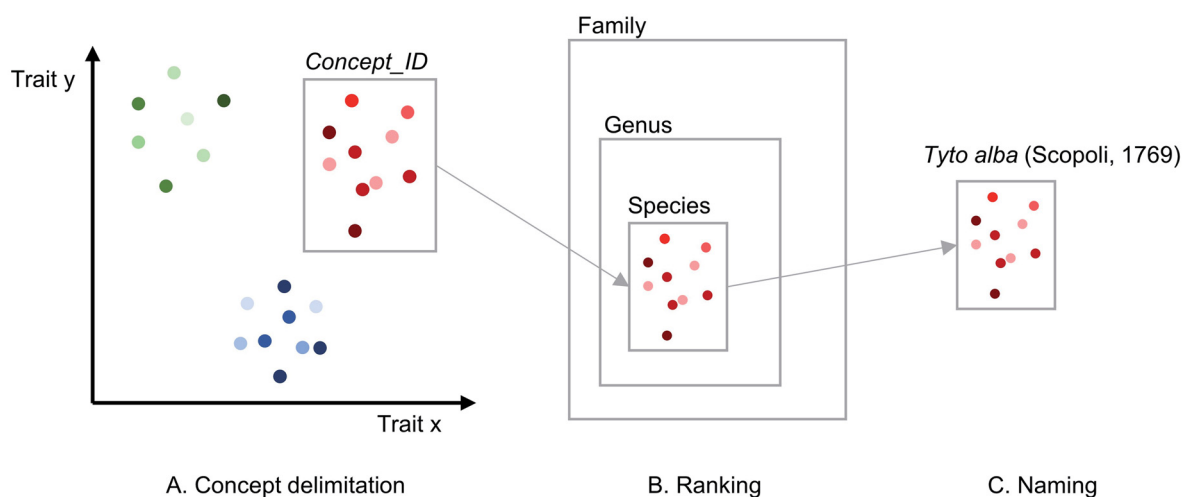 Family
Concept_ID
Trait y
Genus
Tyto alba (Scopoli, 1769)
Species
Trait x
A. Concept delimitation
B. Ranking
C. Naming